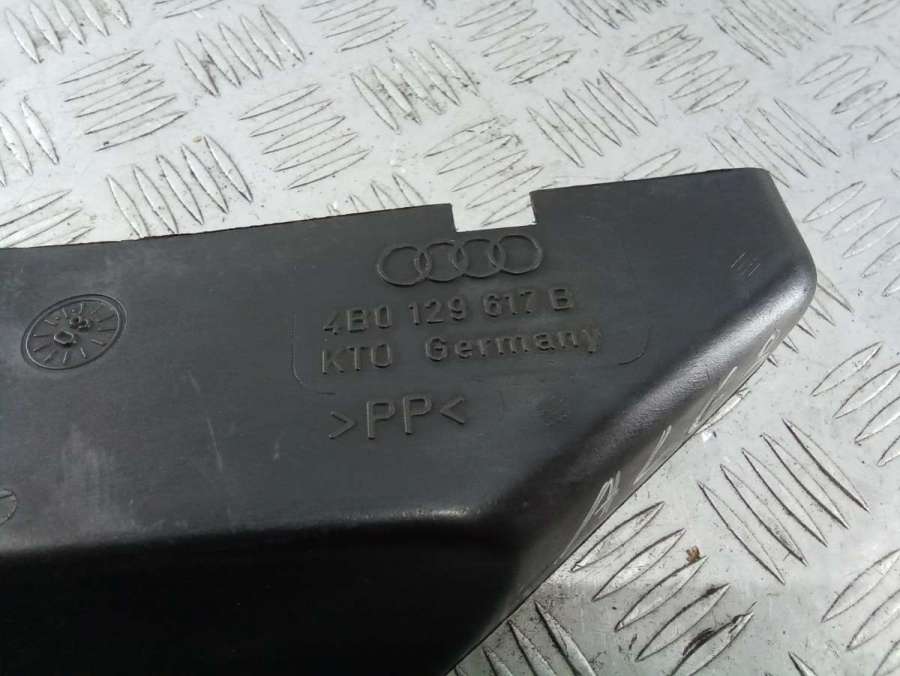 4B0 129 617 B
KTO Germany
>PP<